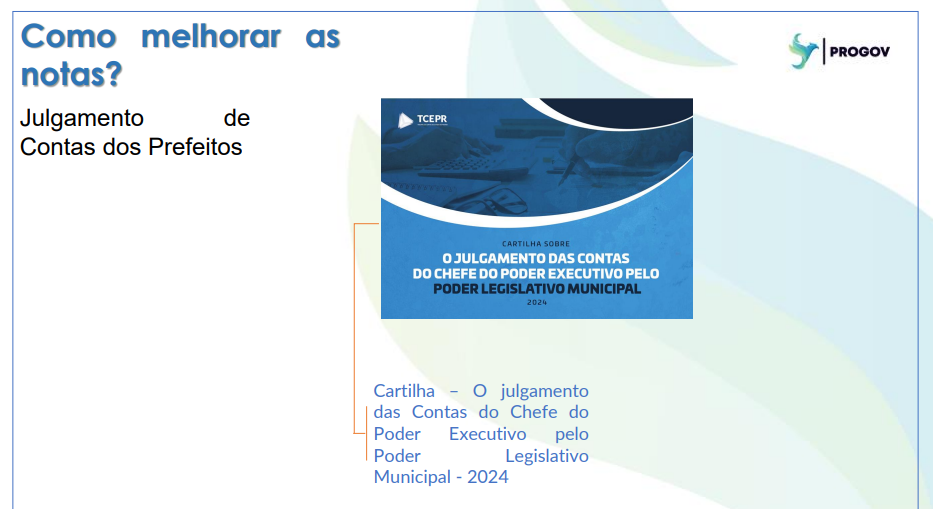 Como melhorar as
notas?
PROGOV
Julgamento de
Contas dos Prefeitos
TCEPR
CARTILHA SOBRE
O JULGAMENTO DAS CONTAS
DO CHEFE DO PODER EXECUTIVO PELO
PODER LEGISLATIVO MUNICIPAL
2024
Cartilha – O julgamento
das Contas do Chefe do
Poder Executivo pelo
Poder Legislativo
Municipal - 2024